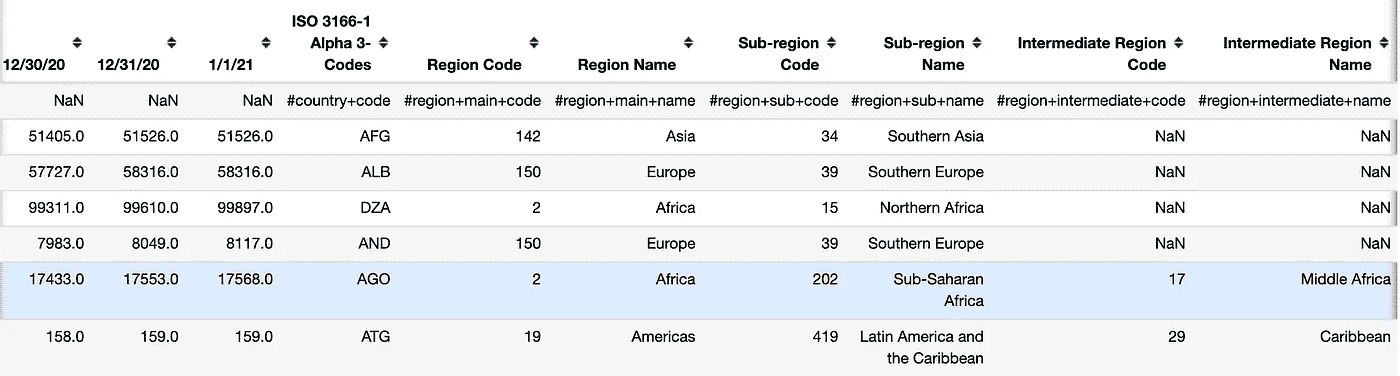 12/30/20 12/31/20 1/1/21 ISO 3166-1 Alpha 3- Codes Region Code Region Name Sub-region Code Sub-region Name Intermediate Region Code Intermediate Region Name
NaN NaN NaN #country+code #region+main+code #region+main+name #region+sub+code #region+sub+name #region+intermediate+code #region+intermediate+name
51405.0 51526.0 51526.0 AFG 142 Asia 34 Southern Asia NaN NaN
57727.0 58316.0 58316.0 ALB 150 Europe 39 Southern Europe NaN NaN
99311.0 99610.0 99897.0 DZA 2 Africa 15 Northern Africa NaN NaN
7983.0 8049.0 8117.0 AND 150 Europe 39 Southern Europe NaN NaN
17433.0 17553.0 17568.0 AGO 2 Africa 202 Sub-Saharan Africa 17 Middle Africa
158.0 159.0 159.0 ATG 19 Americas 419 Latin America and the Caribbean 29 Caribbean